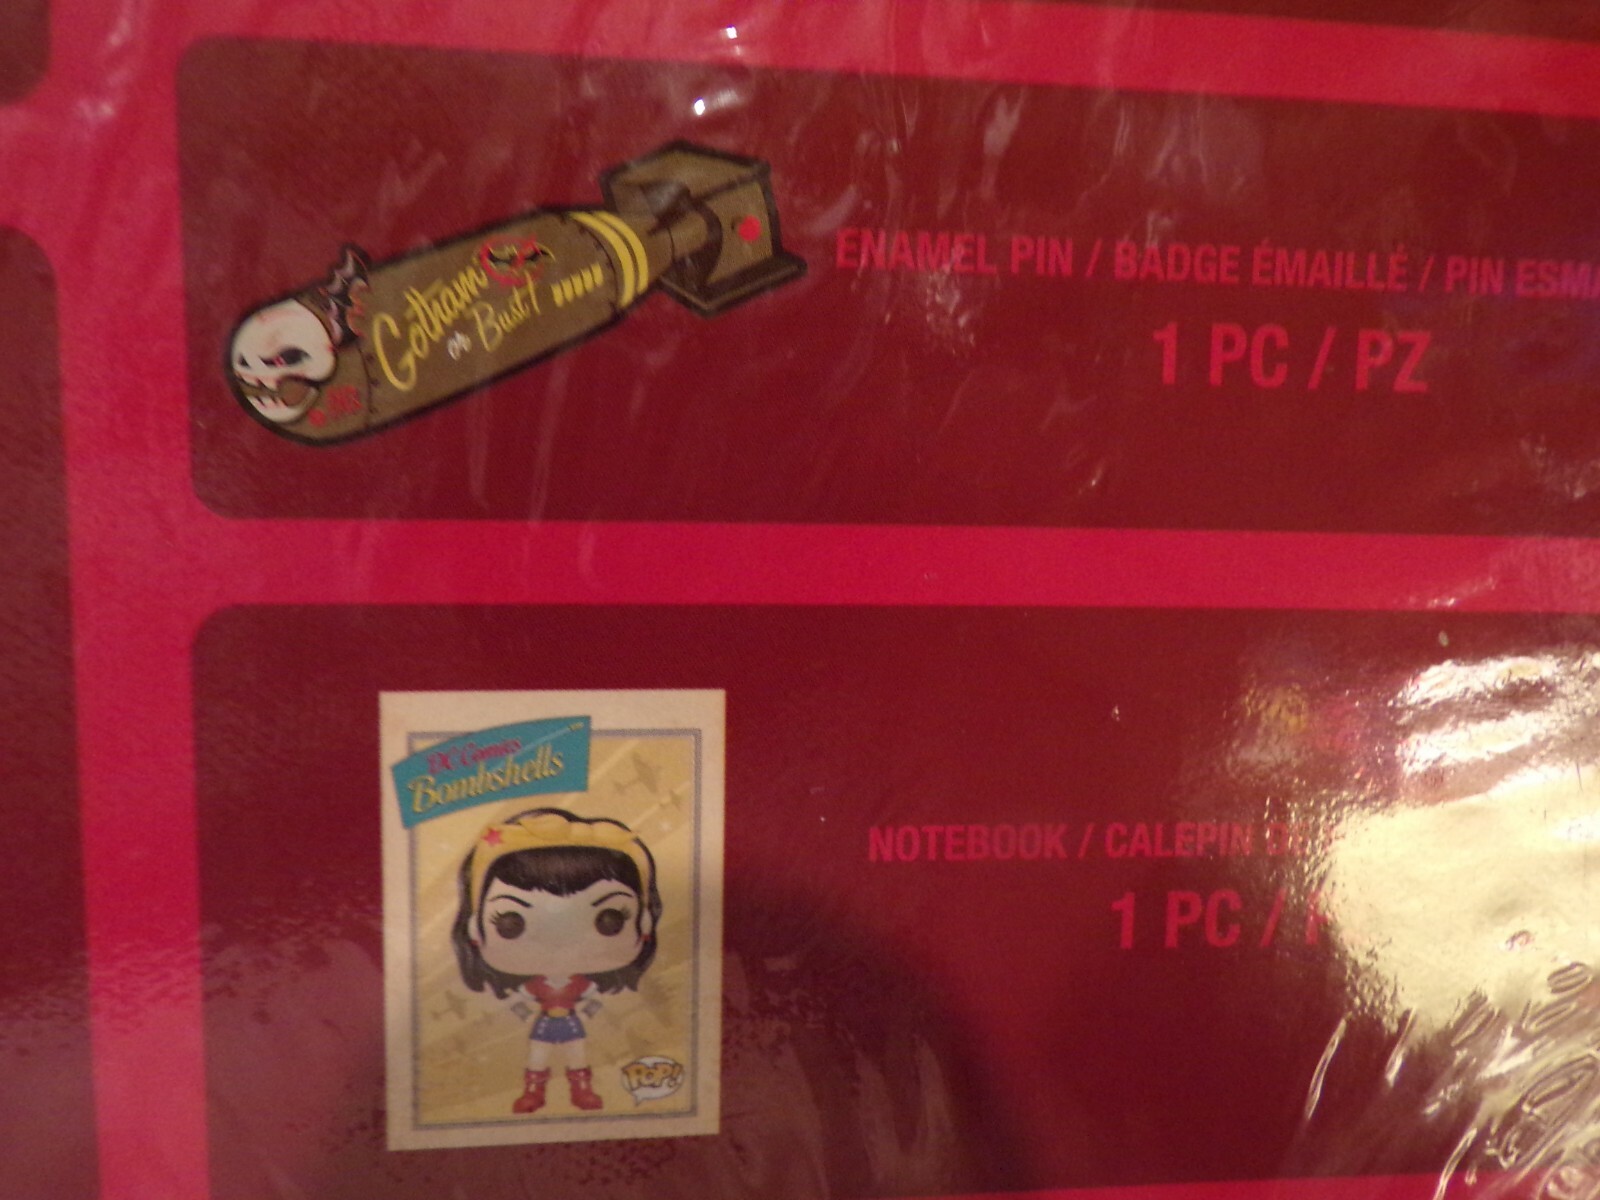 Gotham
or Bust!
ENAMEL PIN / BADGE ÉMAILLÉ / PIN
1 PC / PZ
DC Comics
Bombshells
NOTEBOOK / CALEPIN
1 PC /
POP!